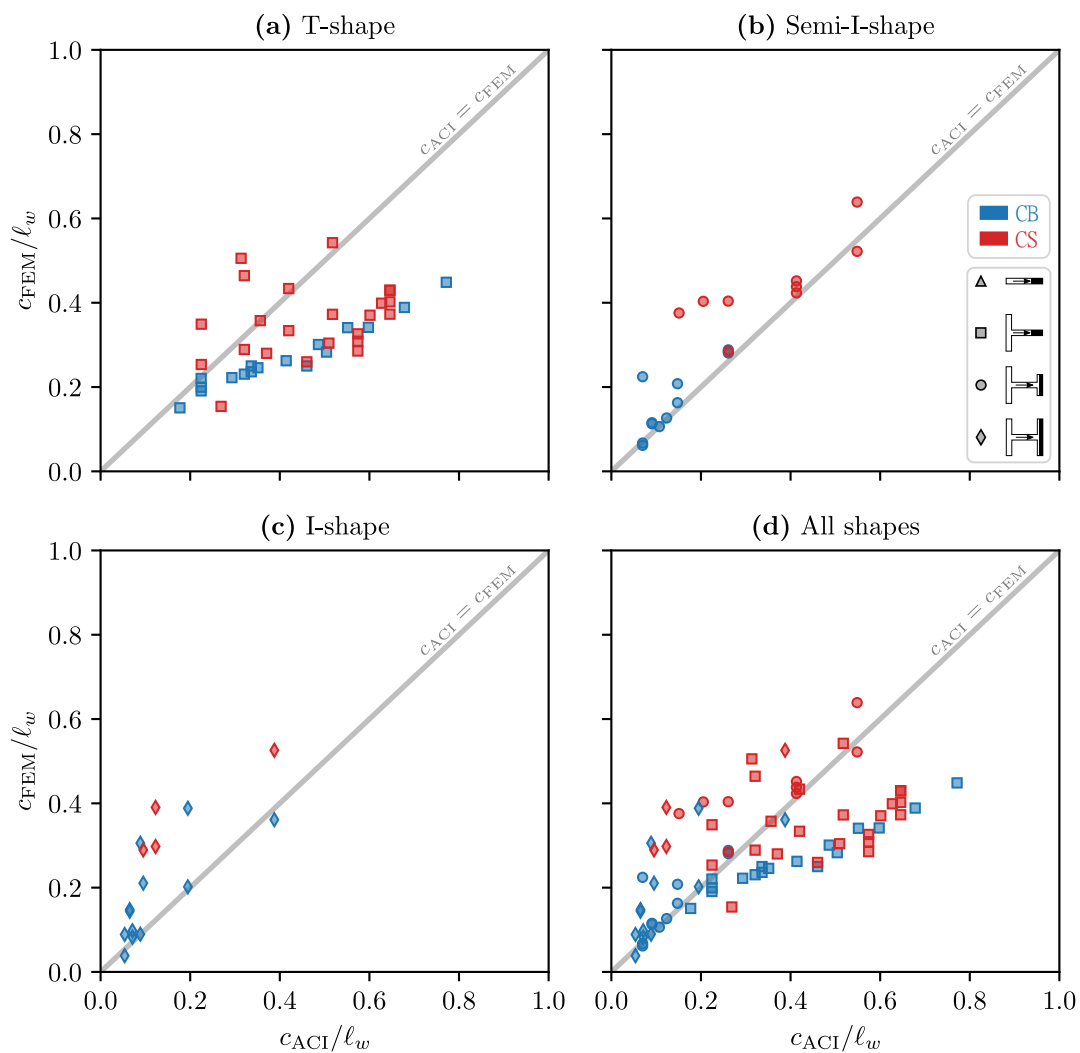 (a) T-shape
(b) Semi-I-shape
1.0
0.8
0.6
0.4
0.2
0.0
c_FEM/ℓ_w
c_ACI = c_FEM
c_ACI = c_FEM
CB
CS
(c) I-shape
(d) All shapes
1.0
0.8
0.6
0.4
0.2
0.0
c_FEM/ℓ_w
c_ACI = c_FEM
c_ACI = c_FEM
0.0 0.2 0.4 0.6 0.8 1.0
0.0 0.2 0.4 0.6 0.8 1.0
c_ACI/ℓ_w
c_ACI/ℓ_w